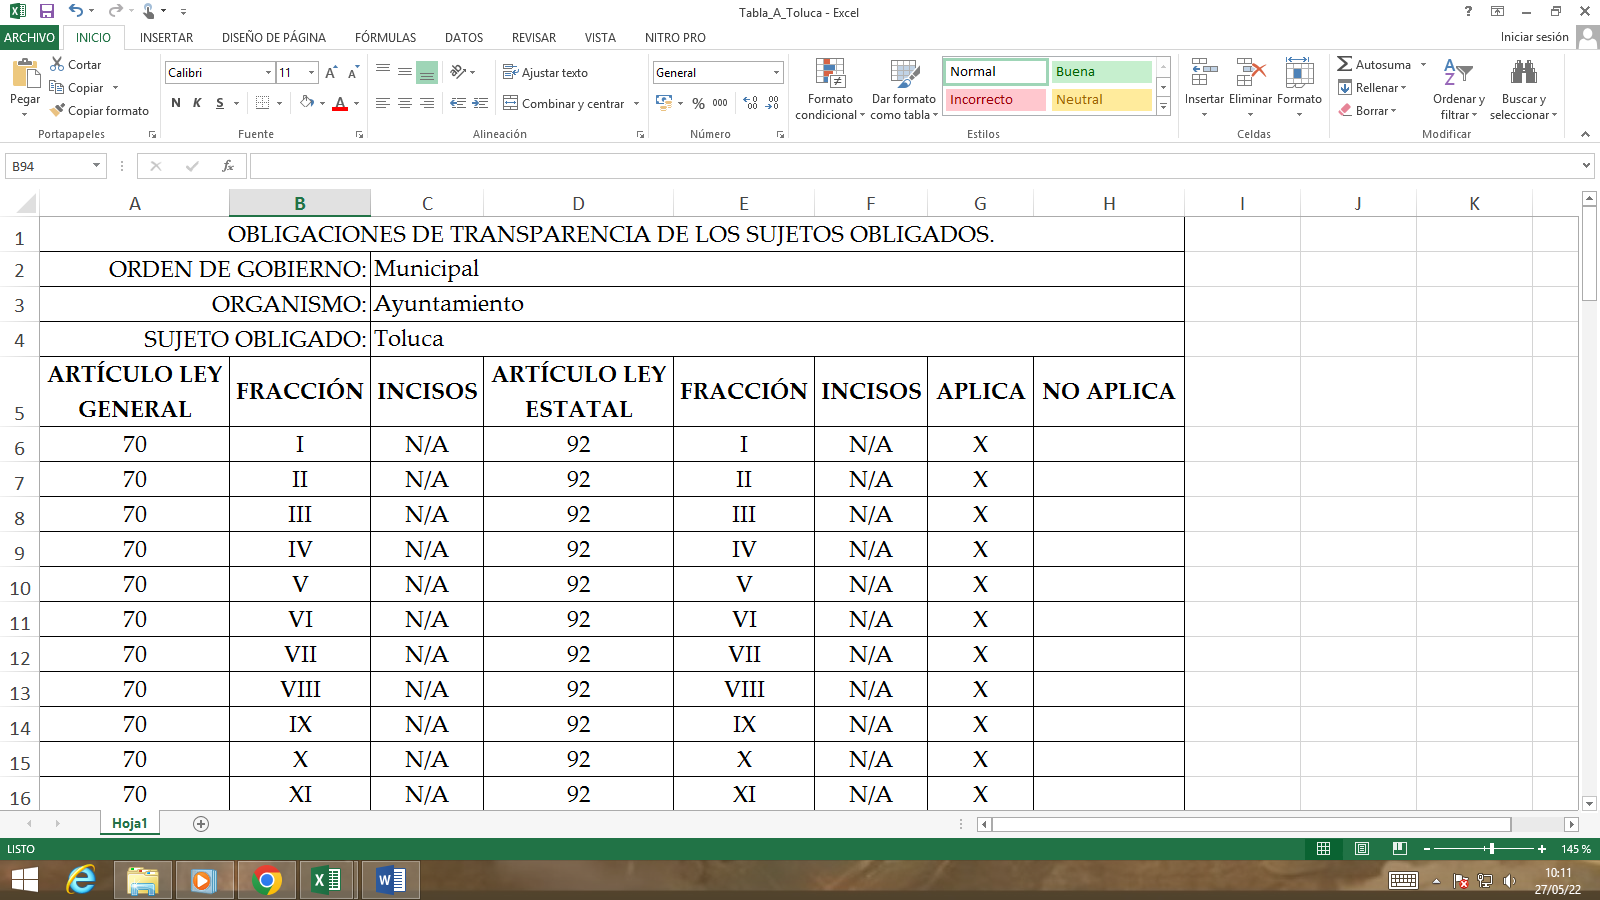 Tabla_A_Toluca - Excel
?
ARCHIVO INICIO INSERTAR DISEÑO DE PÁGINA FÓRMULAS DATOS REVISAR VISTA NITRO PRO Iniciar sesión
Pegar
Cortar
Copiar
Copiar formato
Portapapeles
Calibri 11
N K S
Fuente
Ajustar texto
Combinar y centrar
Alineación
General
% 000
Número
Formato condicional
Dar formato como tabla
Normal Buena
Incorrecto Neutral
Estilos
Insertar Eliminar Formato
Celdas
Autosuma
Rellenar
Borrar
Ordenar y filtrar
Buscar y seleccionar
Modificar
B94 fx
A B C D E F G H I J K
1 OBLIGACIONES DE TRANSPARENCIA DE LOS SUJETOS OBLIGADOS.
2 ORDEN DE GOBIERNO: Municipal
3 ORGANISMO: Ayuntamiento
4 SUJETO OBLIGADO: Toluca
5 ARTÍCULO LEY GENERAL FRACCIÓN INCISOS ARTÍCULO LEY ESTATAL FRACCIÓN INCISOS APLICA NO APLICA
6 70 I N/A 92 I N/A X
7 70 II N/A 92 II N/A X
8 70 III N/A 92 III N/A X
9 70 IV N/A 92 IV N/A X
10 70 V N/A 92 V N/A X
11 70 VI N/A 92 VI N/A X
12 70 VII N/A 92 VII N/A X
13 70 VIII N/A 92 VIII N/A X
14 70 IX N/A 92 IX N/A X
15 70 X N/A 92 X N/A X
16 70 XI N/A 92 XI N/A X
Hoja1
LISTO 145 %
10:11
27/05/22